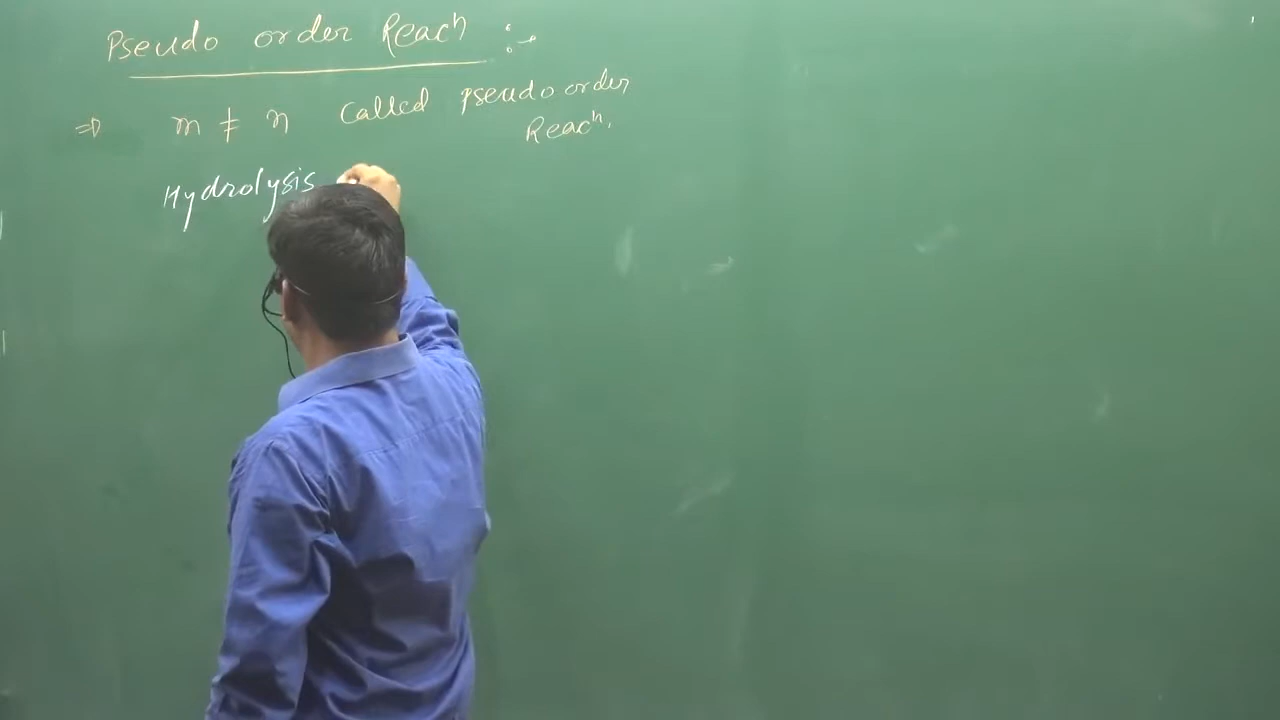 Pseudo order Reacⁿ :-
⇒ m ≠ n called pseudo order
Reacⁿ.
Hydrolysis